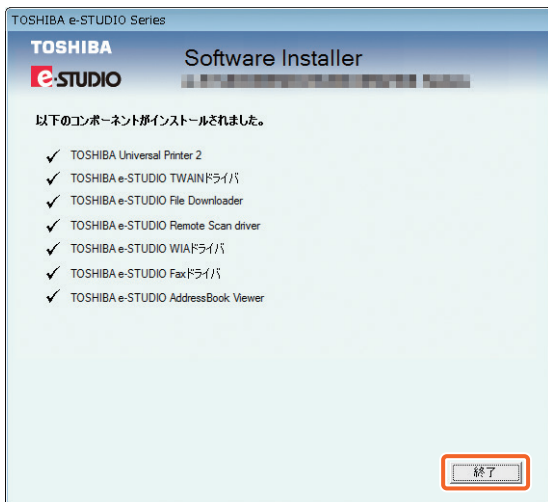 TOSHIBA e-STUDIO Series
TOSHIBA
e-STUDIO
Software Installer
以下のコンポーネントがインストールされました。
TOSHIBA Universal Printer 2
TOSHIBA e-STUDIO TWAINドライバ
TOSHIBA e-STUDIO File Downloader
TOSHIBA e-STUDIO Remote Scan driver
TOSHIBA e-STUDIO WIAドライバ
TOSHIBA e-STUDIO Faxドライバ
TOSHIBA e-STUDIO AddressBook Viewer
終了